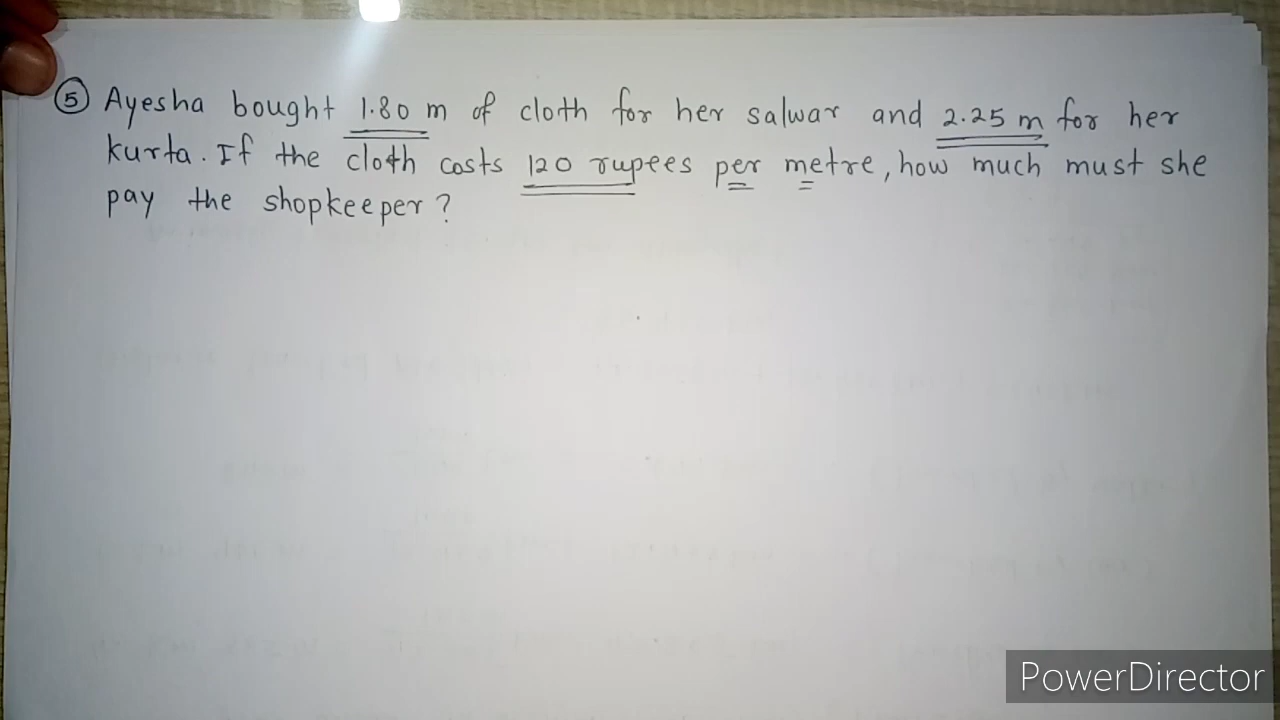 ⑤ Ayesha bought 1.80 m of cloth for her salwar and 2.25 m for her
kurta. If the cloth costs 120 rupees per metre, how much must she
pay the shopkeeper?
PowerDirector